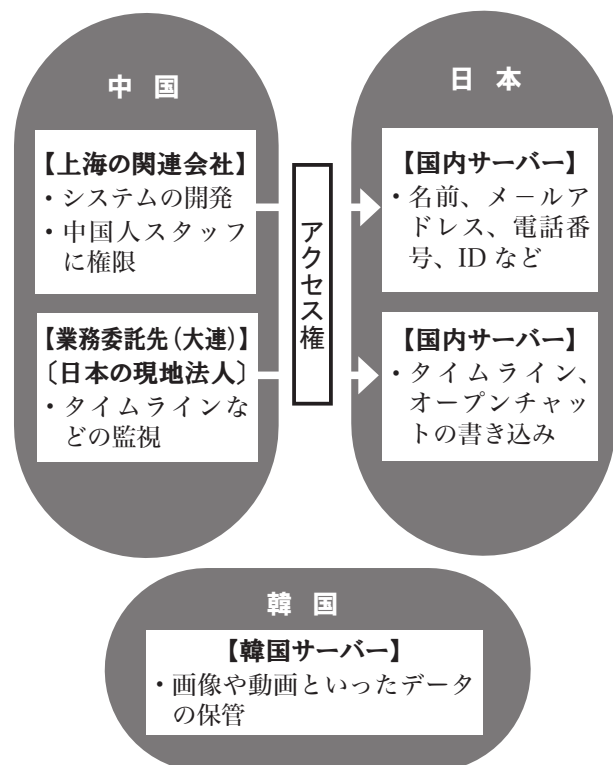 中国
【上海の関連会社】
・システムの開発
・中国人スタッフ
に権限
【業務委託先(大連)】
〔日本の現地法人〕
・タイムラインな
どの監視
アクセス権
日本
【国内サーバー】
・名前、メールア
ドレス、電話番
号、IDなど
【国内サーバー】
・タイムライン、
オープンチャッ
トの書き込み
韓国
【韓国サーバー】
・画像や動画といったデータ
の保管